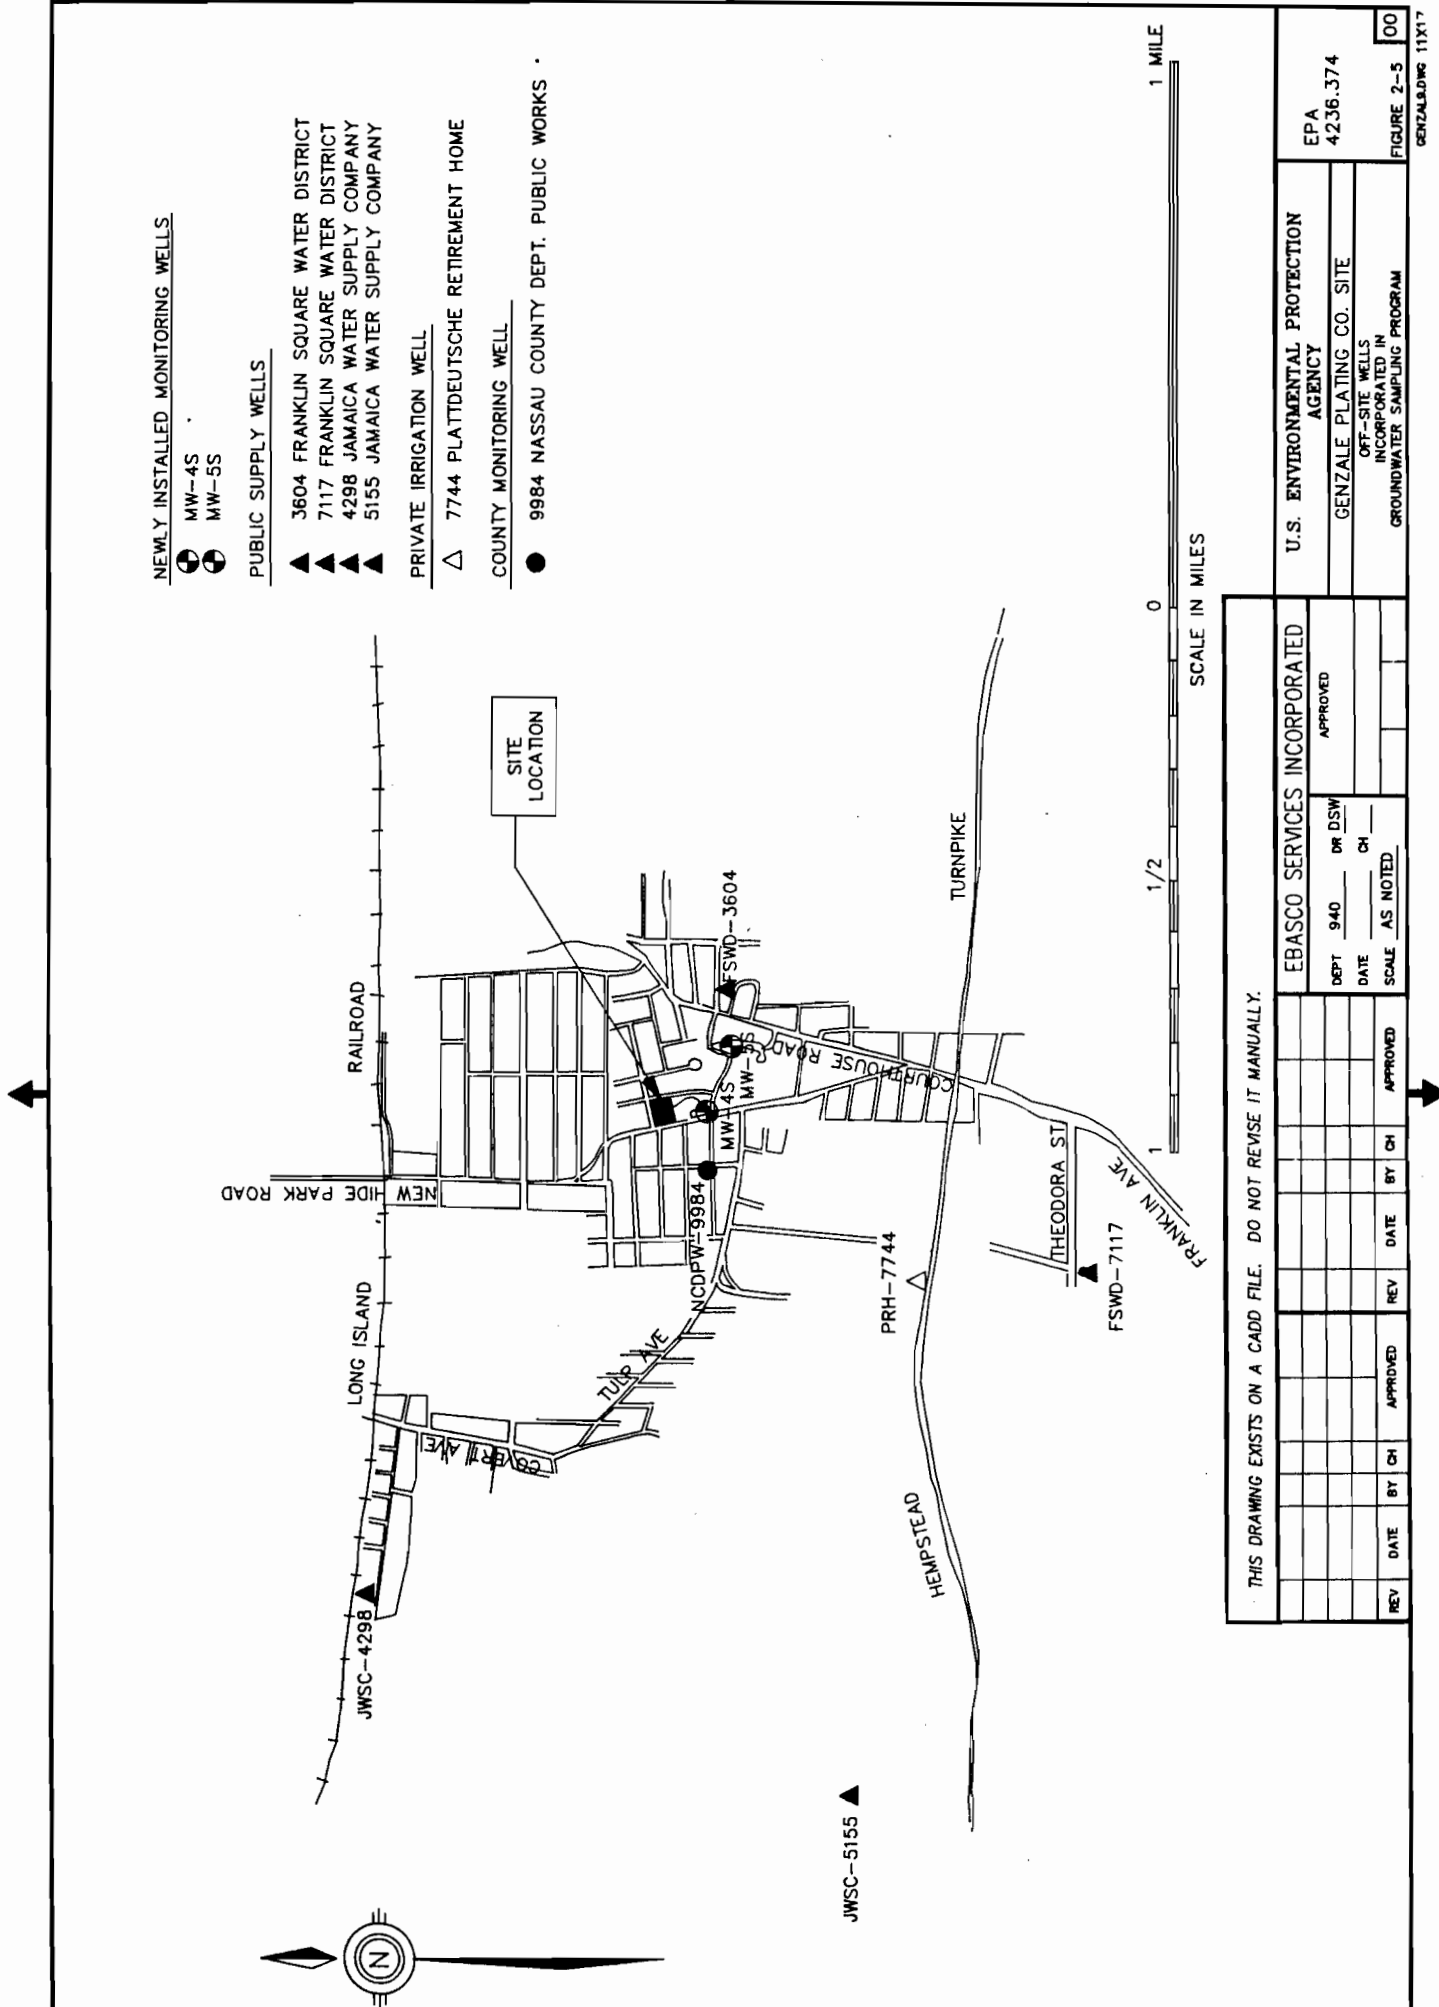 NEWLY INSTALLED MONITORING WELLS
MW-4S
MW-5S
PUBLIC SUPPLY WELLS
3604 FRANKLIN SQUARE WATER DISTRICT
7117 FRANKLIN SQUARE WATER DISTRICT
4298 JAMAICA WATER SUPPLY COMPANY
5155 JAMAICA WATER SUPPLY COMPANY
PRIVATE IRRIGATION WELL
7744 PLATTDEUTSCHE RETIREMENT HOME
COUNTY MONITORING WELL
9984 NASSAU COUNTY DEPT. PUBLIC WORKS
SITE
LOCATION
LONG ISLAND
RAILROAD
NEW HIDE PARK ROAD
JWSC-4298
COVERT AVE
TULIP AVE
NCDPW-9984
MW-4S
MW-5S
FSWD-3604
COURTHOUSE ROAD
JWSC-5155
PRH-7744
HEMPSTEAD
TURNPIKE
THEODORA ST
FRANKLIN AVE
FSWD-7117
N
1
1/2
0
1 MILE
SCALE IN MILES
THIS DRAWING EXISTS ON A CADD FILE. DO NOT REVISE IT MANUALLY.
REV DATE BY CH APPROVED
REV DATE BY CH APPROVED
EBASCO SERVICES INCORPORATED
DEPT 940 DR DSW
DATE CH
SCALE AS NOTED
APPROVED
U.S. ENVIRONMENTAL PROTECTION
AGENCY
GENZALE PLATING CO. SITE
OFF-SITE WELLS
INCORPORATED IN
GROUNDWATER SAMPLING PROGRAM
EPA
4236.374
FIGURE 2-5
00
GENZAL9.DWG 11X17